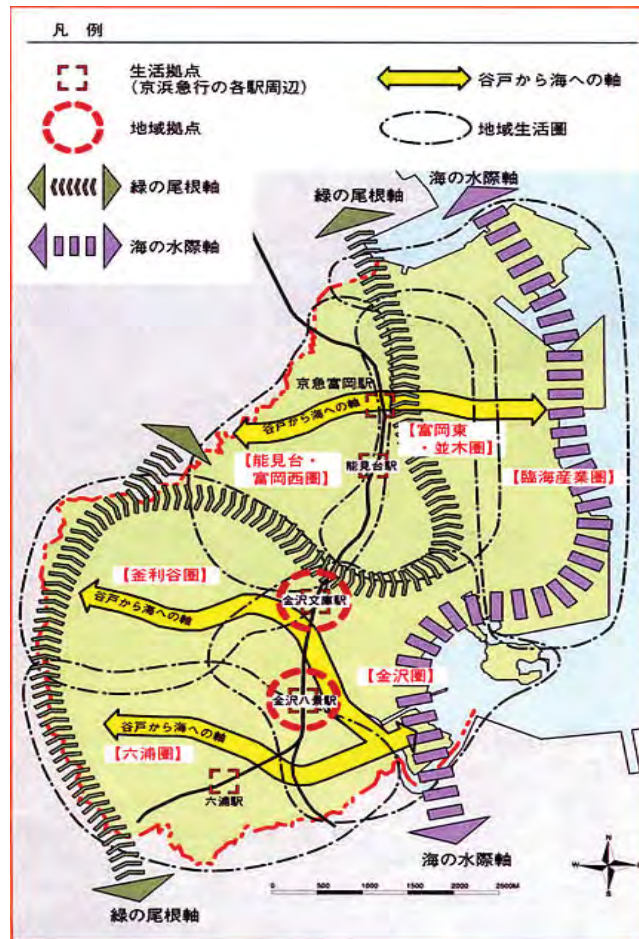 凡 例
生活拠点
(京浜急行の各駅周辺)
谷戸から海への軸
地域拠点
地域生活圏
緑の尾根軸
海の水際軸
海の水際軸
緑の尾根軸
京急富岡駅
谷戸から海への軸
【富岡東
・並木圏】
【能見台・
富岡西圏】
能見台駅
【臨海産業圏】
【釜利谷圏】
谷戸から海への軸
金沢文庫駅
【金沢圏】
金沢八景駅
谷戸から海への軸
【六浦圏】
六浦駅
海の水際軸
緑の尾根軸
0 500 1000 1500 2000 2500M
N
W E
S